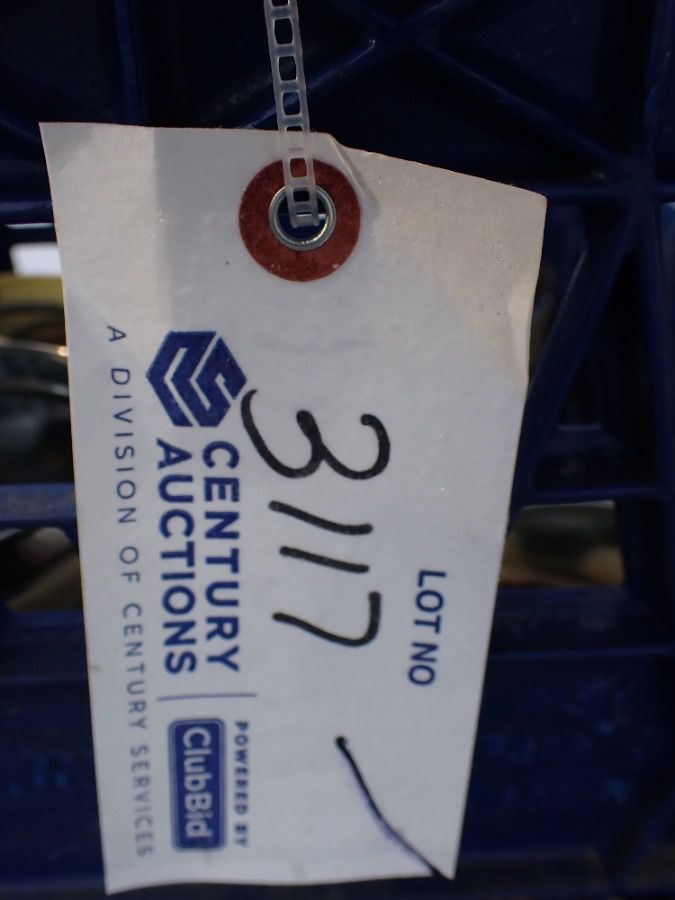 LOT NO
3117
CENTURY
AUCTIONS
POWERED BY
ClubBid
A DIVISION OF CENTURY SERVICES